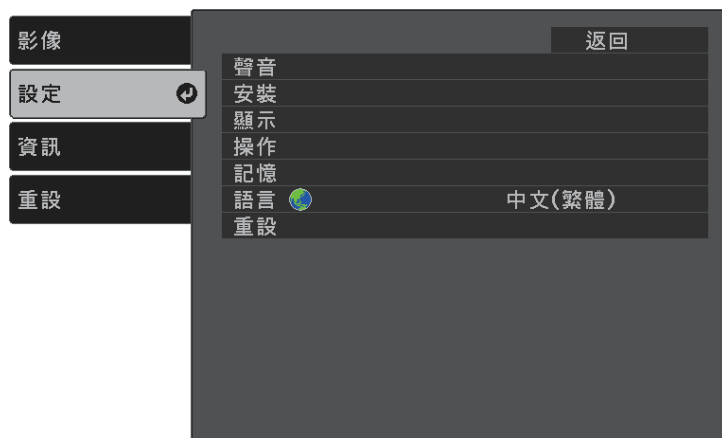 影像
設定
資訊
重設
返回
聲音
安裝
顯示
操作
記憶
語言 中文(繁體)
重設